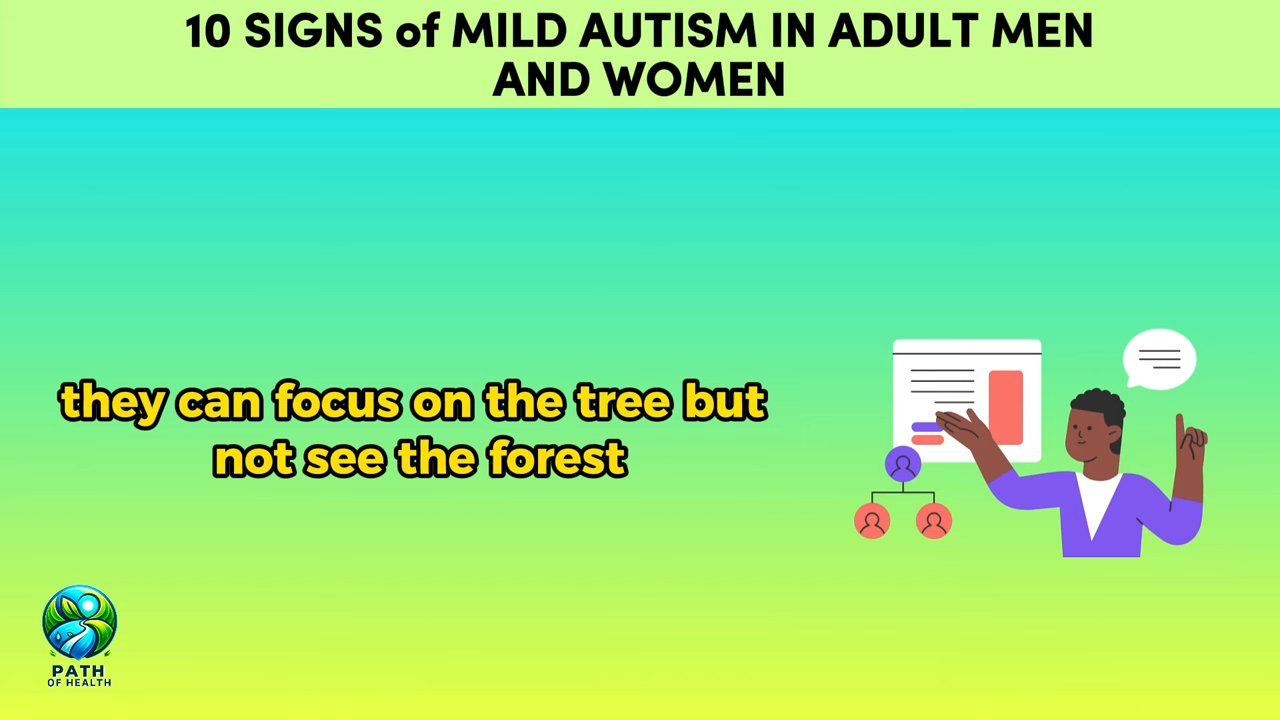 10 SIGNS of MILD AUTISM IN ADULT MEN
AND WOMEN
they can focus on the tree but
not see the forest
PATH
OF HEALTH